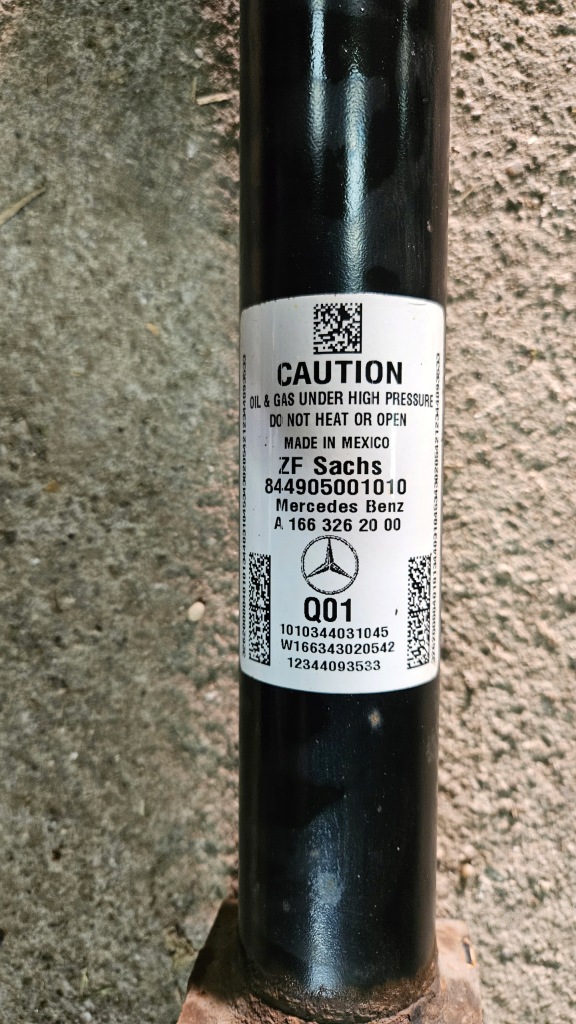 CAUTION
OIL & GAS UNDER HIGH PRESSURE
DO NOT HEAT OR OPEN
MADE IN MEXICO
ZF Sachs
844905001010
Mercedes Benz
A 166 326 20 00
Q01
1010344031045
W166343020542
12344093533